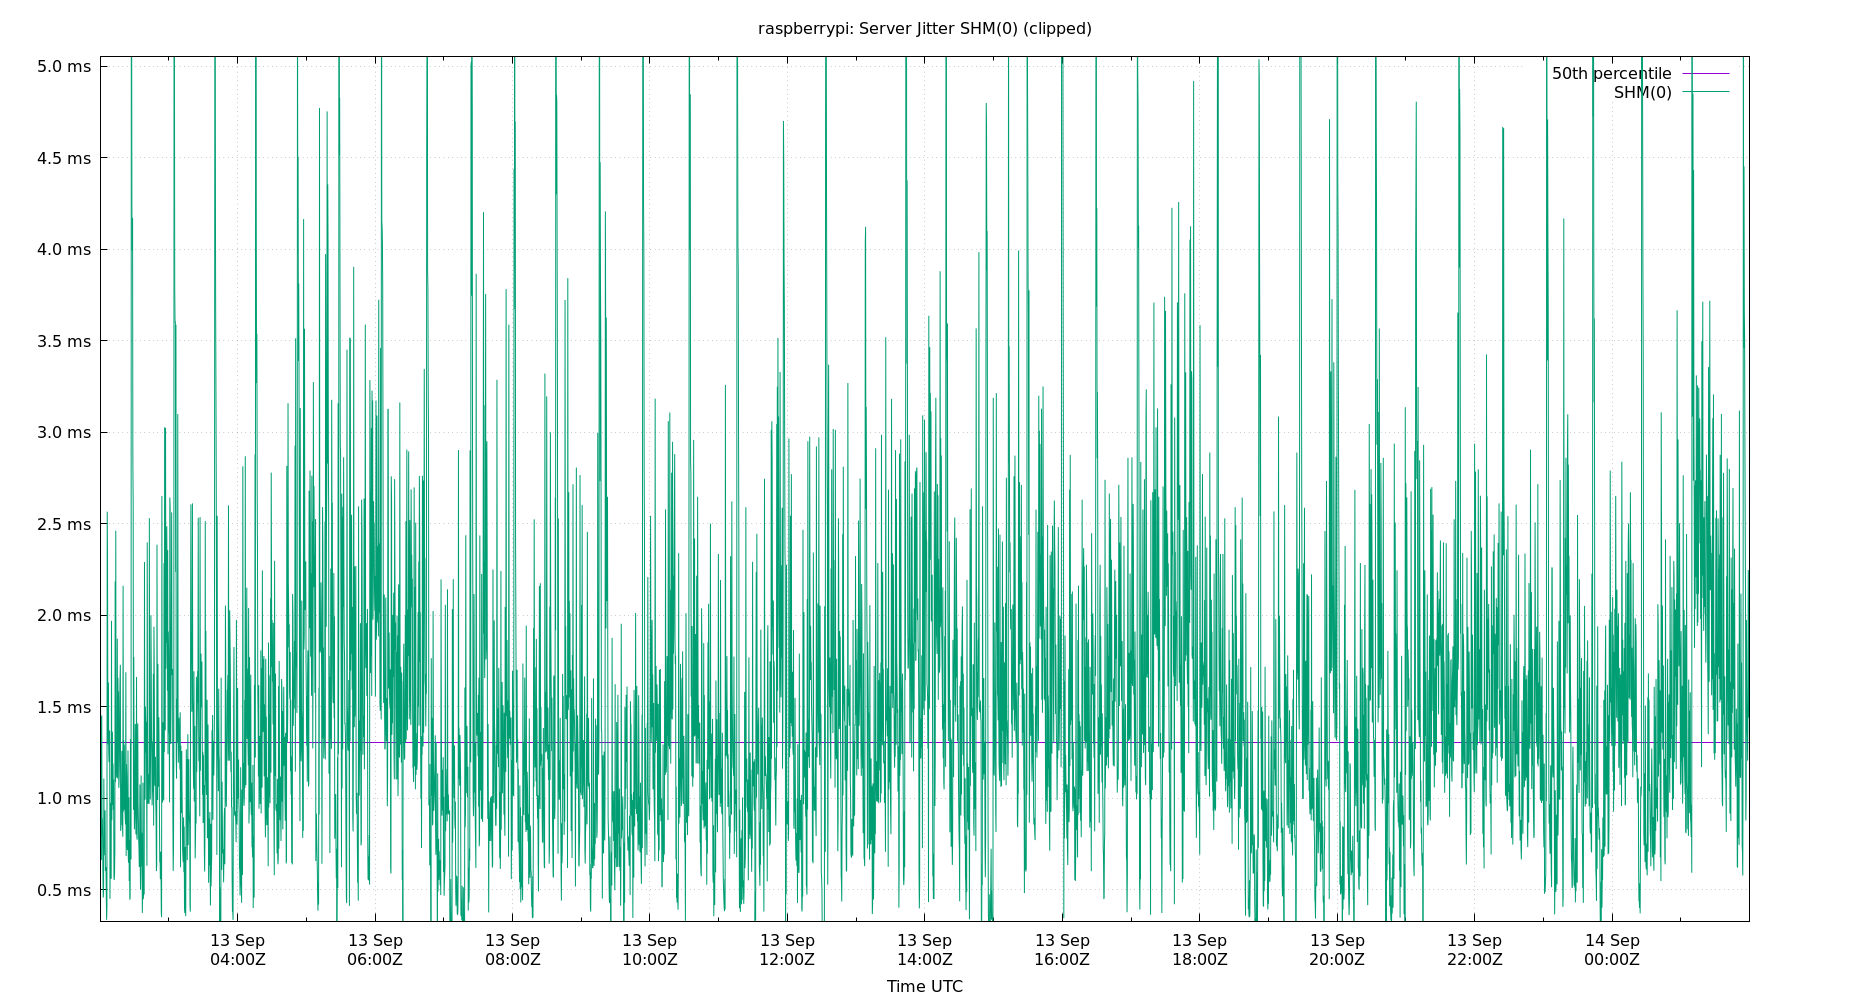 raspberrypi: Server Jitter SHM(0) (clipped)
5.0 ms
50th percentile
SHM(0)
4.5 ms
4.0 ms
3.5 ms
3.0 ms
2.5 ms
2.0 ms
1.5 ms
1.0 ms
0.5 ms
13 Sep 13 Sep 13 Sep 13 Sep 13 Sep 13 Sep 13 Sep 13 Sep 13 Sep 13 Sep 14 Sep
04:00Z 06:00Z 08:00Z 10:00Z 12:00Z 14:00Z 16:00Z 18:00Z 20:00Z 22:00Z 00:00Z
Time UTC